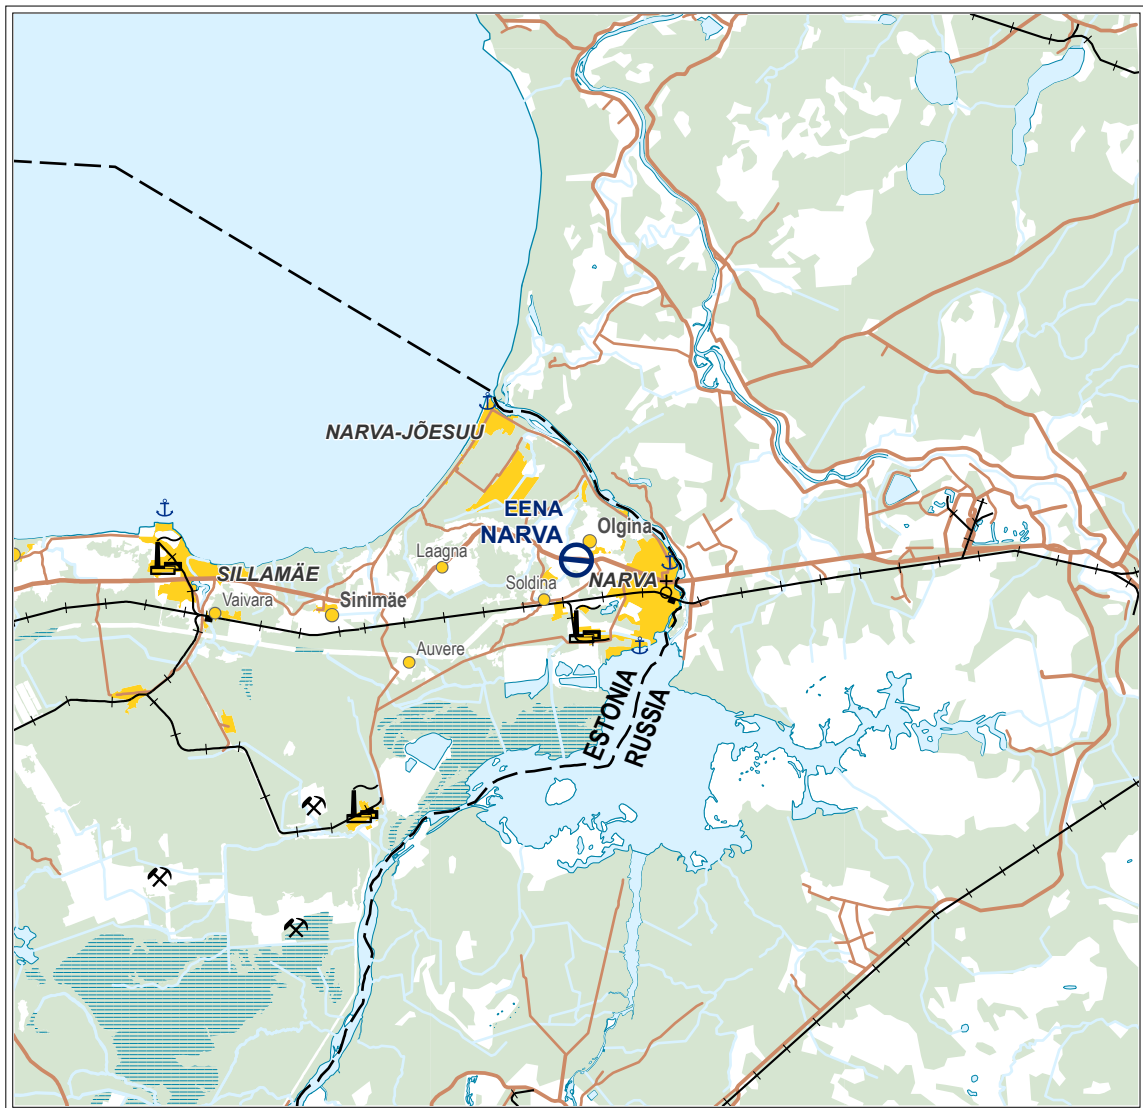 NARVA-JÕESUU
EENA
NARVA
Olgina
Laagna
SILLAMÄE
Soldina
NARVA
Vaivara
Sinimäe
Auvere
ESTONIA
RUSSIA